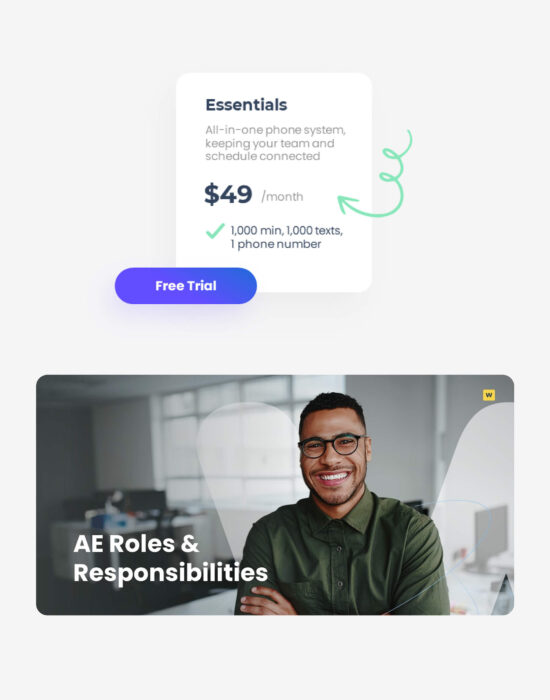 Essentials
All-in-one phone system,
keeping your team and
schedule connected
$49 /month
1,000 min, 1,000 texts,
1 phone number
Free Trial
w
AE Roles &
Responsibilities